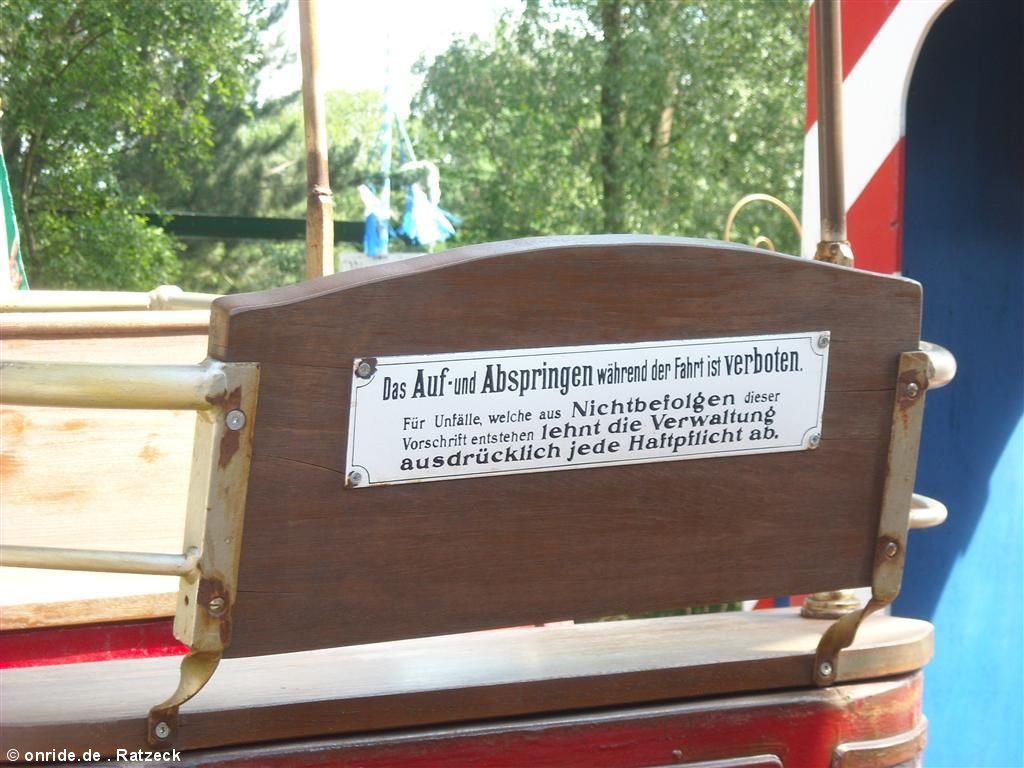 Das Auf-und Abspringen während der Fahrt ist verboten.
Für Unfälle, welche aus Nichtbefolgen dieser
Vorschrift entstehen lehnt die Verwaltung
ausdrücklich jede Haftpflicht ab.
© onride.de . Ratzeck